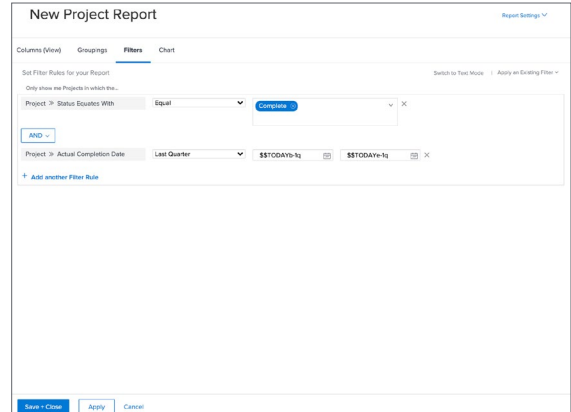 New Project Report
Report Settings
Columns (View) Groupings Filters Chart
Set Filter Rules for your Report
Switch to Text Mode | Apply an Existing Filter
Only show me Projects in which the...
Project >> Status Equates With Equal Complete
AND
Project >> Actual Completion Date Last Quarter $$TODAYb-1q $$TODAYe-1q
+ Add another Filter Rule
Save + Close Apply Cancel